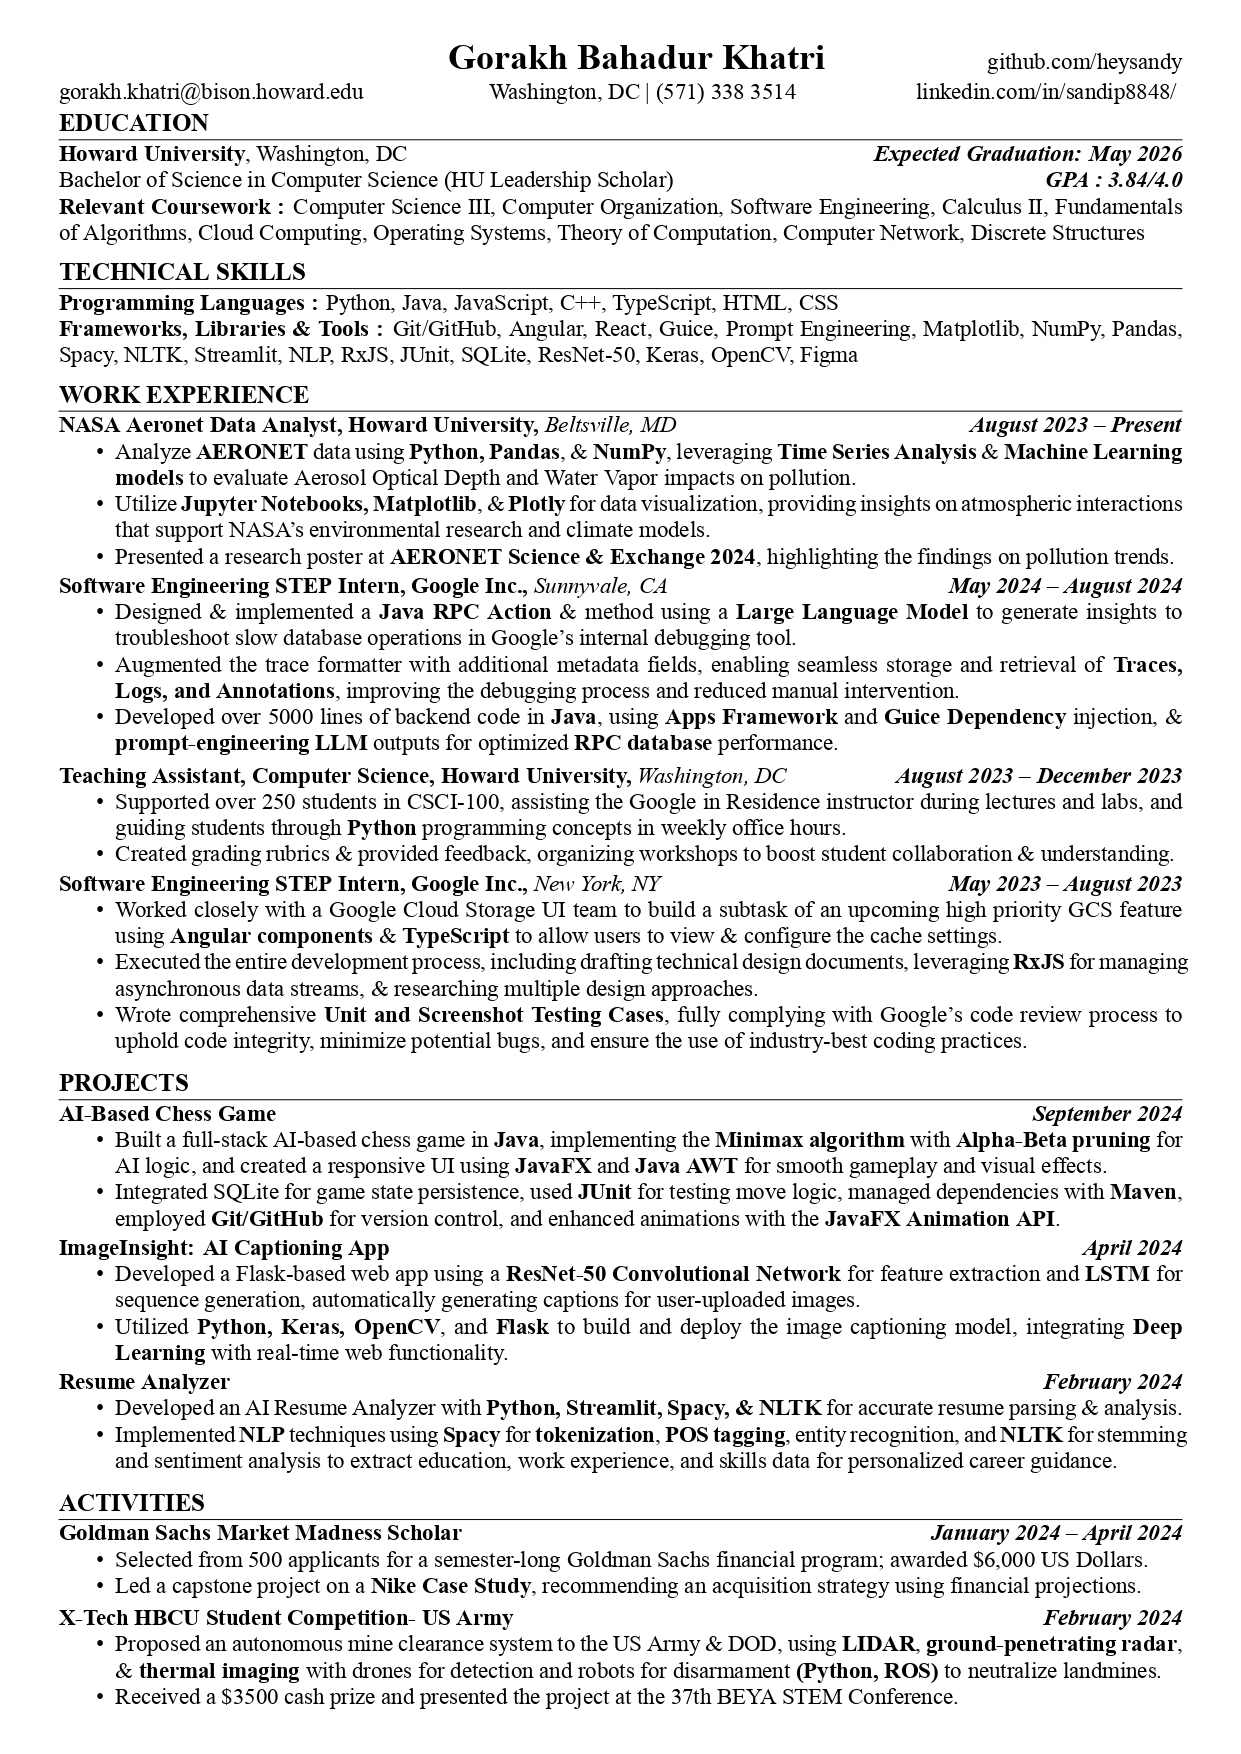 Gorakh Bahadur Khatri
github.com/heysandy
gorakh.khatri@bison.howard.edu Washington, DC | (571) 338 3514 linkedin.com/in/sandip8848/
EDUCATION
Howard University, Washington, DC Expected Graduation: May 2026
Bachelor of Science in Computer Science (HU Leadership Scholar) GPA : 3.84/4.0
Relevant Coursework : Computer Science III, Computer Organization, Software Engineering, Calculus II, Fundamentals
of Algorithms, Cloud Computing, Operating Systems, Theory of Computation, Computer Network, Discrete Structures
TECHNICAL SKILLS
Programming Languages : Python, Java, JavaScript, C++, TypeScript, HTML, CSS
Frameworks, Libraries & Tools : Git/GitHub, Angular, React, Guice, Prompt Engineering, Matplotlib, NumPy, Pandas,
Spacy, NLTK, Streamlit, NLP, RxJS, JUnit, SQLite, ResNet-50, Keras, OpenCV, Figma
WORK EXPERIENCE
NASA Aeronet Data Analyst, Howard University, Beltsville, MD August 2023 – Present
• Analyze AERONET data using Python, Pandas, & NumPy, leveraging Time Series Analysis & Machine Learning
models to evaluate Aerosol Optical Depth and Water Vapor impacts on pollution.
• Utilize Jupyter Notebooks, Matplotlib, & Plotly for data visualization, providing insights on atmospheric interactions
that support NASA's environmental research and climate models.
• Presented a research poster at AERONET Science & Exchange 2024, highlighting the findings on pollution trends.
Software Engineering STEP Intern, Google Inc., Sunnyvale, CA May 2024 – August 2024
• Designed & implemented a Java RPC Action & method using a Large Language Model to generate insights to
troubleshoot slow database operations in Google's internal debugging tool.
• Augmented the trace formatter with additional metadata fields, enabling seamless storage and retrieval of Traces,
Logs, and Annotations, improving the debugging process and reduced manual intervention.
• Developed over 5000 lines of backend code in Java, using Apps Framework and Guice Dependency injection, &
prompt-engineering LLM outputs for optimized RPC database performance.
Teaching Assistant, Computer Science, Howard University, Washington, DC August 2023 – December 2023
• Supported over 250 students in CSCI-100, assisting the Google in Residence instructor during lectures and labs, and
guiding students through Python programming concepts in weekly office hours.
• Created grading rubrics & provided feedback, organizing workshops to boost student collaboration & understanding.
Software Engineering STEP Intern, Google Inc., New York, NY May 2023 – August 2023
• Worked closely with a Google Cloud Storage UI team to build a subtask of an upcoming high priority GCS feature
using Angular components & TypeScript to allow users to view & configure the cache settings.
• Executed the entire development process, including drafting technical design documents, leveraging RxJS for managing
asynchronous data streams, & researching multiple design approaches.
• Wrote comprehensive Unit and Screenshot Testing Cases, fully complying with Google's code review process to
uphold code integrity, minimize potential bugs, and ensure the use of industry-best coding practices.
PROJECTS
AI-Based Chess Game September 2024
• Built a full-stack AI-based chess game in Java, implementing the Minimax algorithm with Alpha-Beta pruning for
AI logic, and created a responsive UI using JavaFX and Java AWT for smooth gameplay and visual effects.
• Integrated SQLite for game state persistence, used JUnit for testing move logic, managed dependencies with Maven,
employed Git/GitHub for version control, and enhanced animations with the JavaFX Animation API.
ImageInsight: AI Captioning App April 2024
• Developed a Flask-based web app using a ResNet-50 Convolutional Network for feature extraction and LSTM for
sequence generation, automatically generating captions for user-uploaded images.
• Utilized Python, Keras, OpenCV, and Flask to build and deploy the image captioning model, integrating Deep
Learning with real-time web functionality.
Resume Analyzer February 2024
• Developed an AI Resume Analyzer with Python, Streamlit, Spacy, & NLTK for accurate resume parsing & analysis.
• Implemented NLP techniques using Spacy for tokenization, POS tagging, entity recognition, and NLTK for stemming
and sentiment analysis to extract education, work experience, and skills data for personalized career guidance.
ACTIVITIES
Goldman Sachs Market Madness Scholar January 2024 – April 2024
• Selected from 500 applicants for a semester-long Goldman Sachs financial program; awarded $6,000 US Dollars.
• Led a capstone project on a Nike Case Study, recommending an acquisition strategy using financial projections.
X-Tech HBCU Student Competition- US Army February 2024
• Proposed an autonomous mine clearance system to the US Army & DOD, using LIDAR, ground-penetrating radar,
& thermal imaging with drones for detection and robots for disarmament (Python, ROS) to neutralize landmines.
• Received a $3500 cash prize and presented the project at the 37th BEYA STEM Conference.